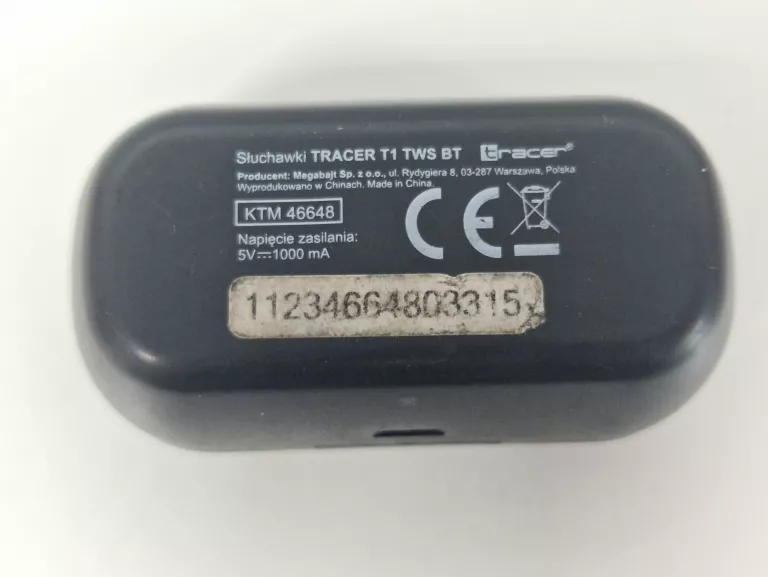 Słuchawki TRACER T1 TWS BT tracer®
Producent: Megabajt Sp. z o.o., ul. Rydygiera 8, 03-287 Warszawa, Polska
Wyprodukowano w Chinach. Made in China.
KTM 46648
CE
Napięcie zasilania:
5V⎓1000 mA
11234664803315